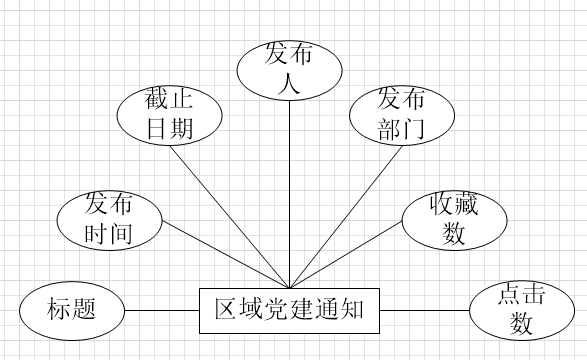 发布
人
截止
日期
发布
部门
发布
时间
收藏
数
标题
区域党建通知
点击
数